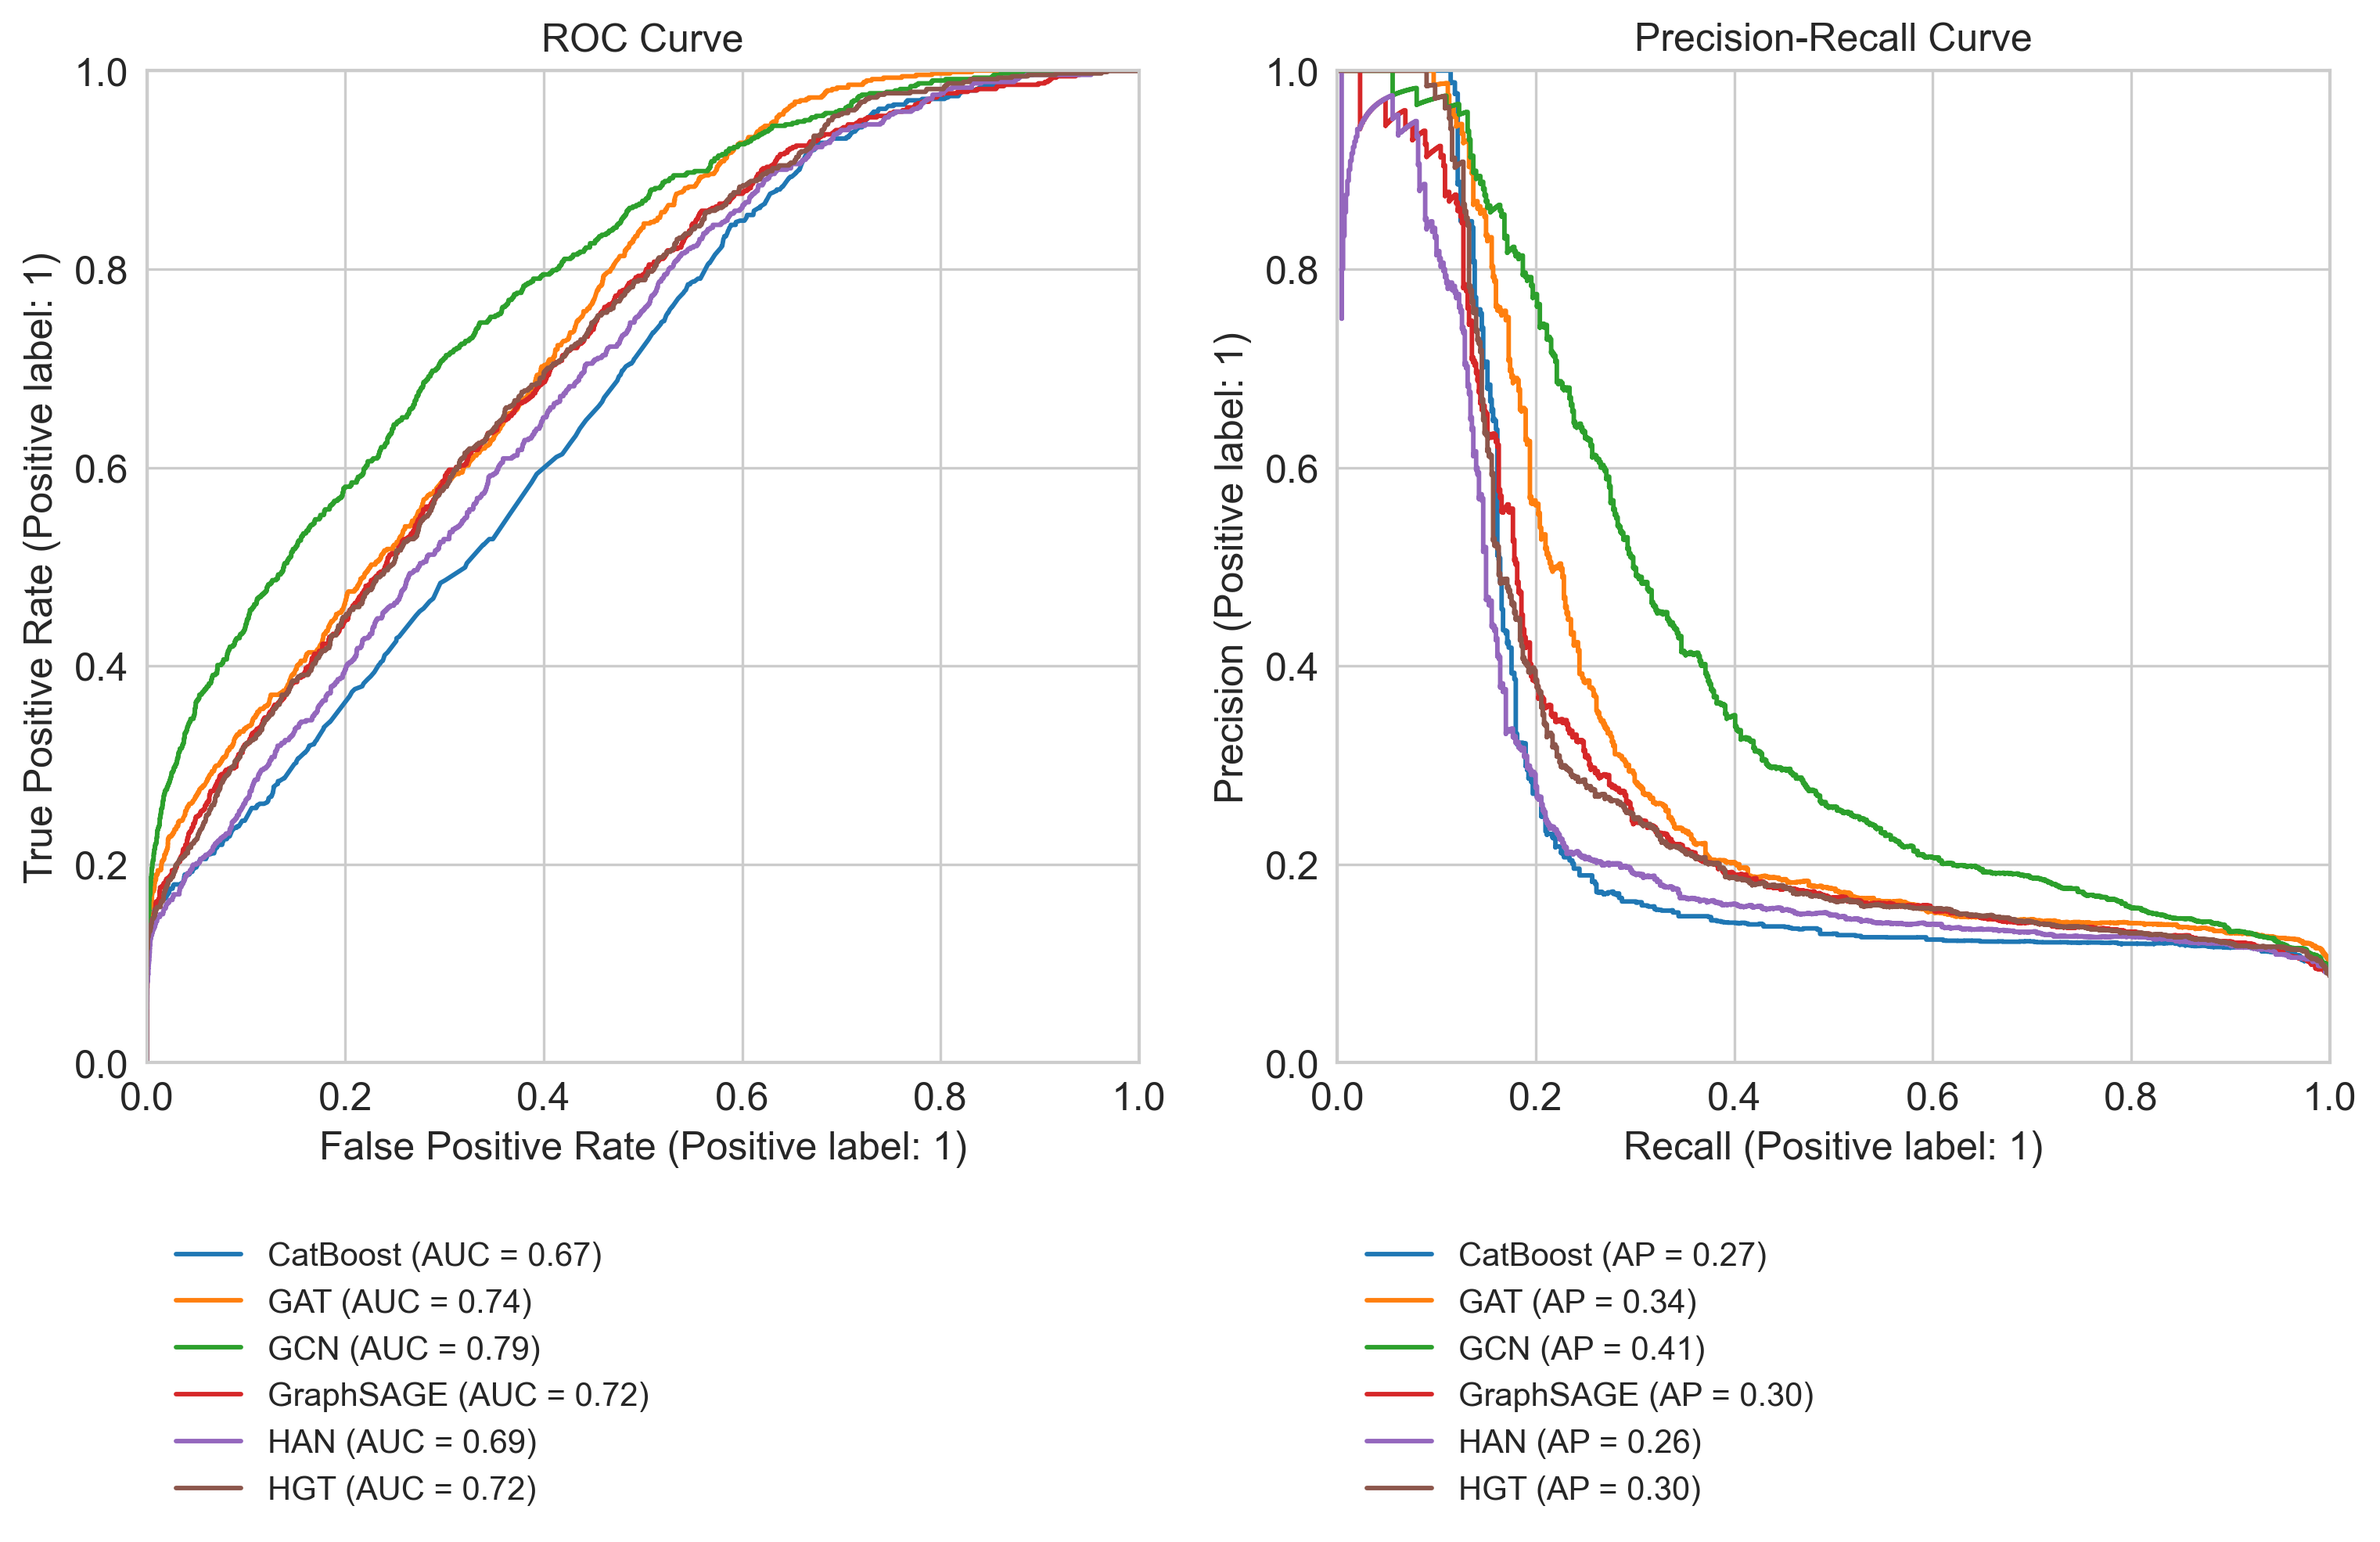 ROC Curve
True Positive Rate (Positive label: 1)
1.0
0.8
0.6
0.4
0.2
0.0
0.0 0.2 0.4 0.6 0.8 1.0
False Positive Rate (Positive label: 1)
CatBoost (AUC = 0.67)
GAT (AUC = 0.74)
GCN (AUC = 0.79)
GraphSAGE (AUC = 0.72)
HAN (AUC = 0.69)
HGT (AUC = 0.72)
Precision-Recall Curve
Precision (Positive label: 1)
1.0
0.8
0.6
0.4
0.2
0.0
0.0 0.2 0.4 0.6 0.8 1.0
Recall (Positive label: 1)
CatBoost (AP = 0.27)
GAT (AP = 0.34)
GCN (AP = 0.41)
GraphSAGE (AP = 0.30)
HAN (AP = 0.26)
HGT (AP = 0.30)